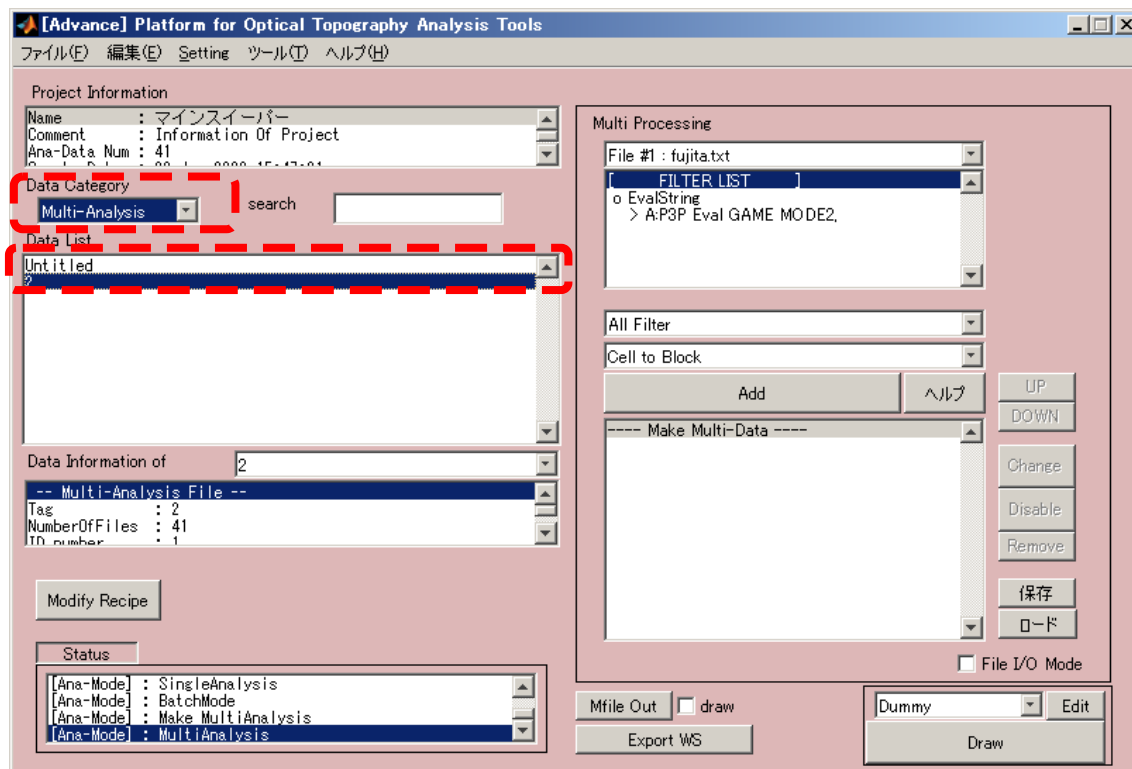 [Advance] Platform for Optical Topography Analysis Tools
ファイル(F) 編集(E) Setting ツール(T) ヘルプ(H)
Project Information
Name : マインスイーパー
Comment : Information Of Project
Ana-Data Num : 41
Data Category
Multi-Analysis
search
Data List
Untitled
2
Data Information of
2
-- Multi-Analysis File --
Tag : 2
NumberOfFiles : 41
ID number : 1
Modify Recipe
Status
[Ana-Mode] : SingleAnalysis
[Ana-Mode] : BatchMode
[Ana-Mode] : Make MultiAnalysis
[Ana-Mode] : MultiAnalysis
Multi Processing
File #1 : fujita.txt
[ FILTER LIST ]
o EvalString
> A:P3P Eval GAME MODE2,
All Filter
Cell to Block
Add
ヘルプ
UP
DOWN
---- Make Multi-Data ----
Change
Disable
Remove
保存
ロード
File I/O Mode
Mfile Out
draw
Export WS
Dummy
Edit
Draw